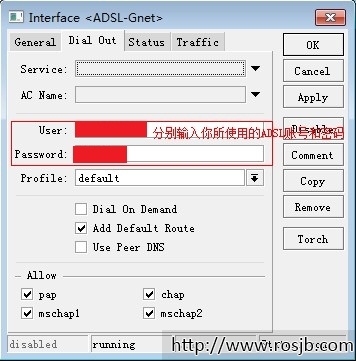 Interface <ADSL-Gnet>
General Dial Out Status Traffic
OK
Service:
Cancel
AC Name:
Apply
User: 分别输入你所使用的ADSL账号和密码
Disable
Password:
Comment
Profile: default
Copy
Dial On Demand
Remove
Add Default Route
Use Peer DNS
Torch
Allow
pap chap
mschap1 mschap2
disabled running
http://www.rosjb.com